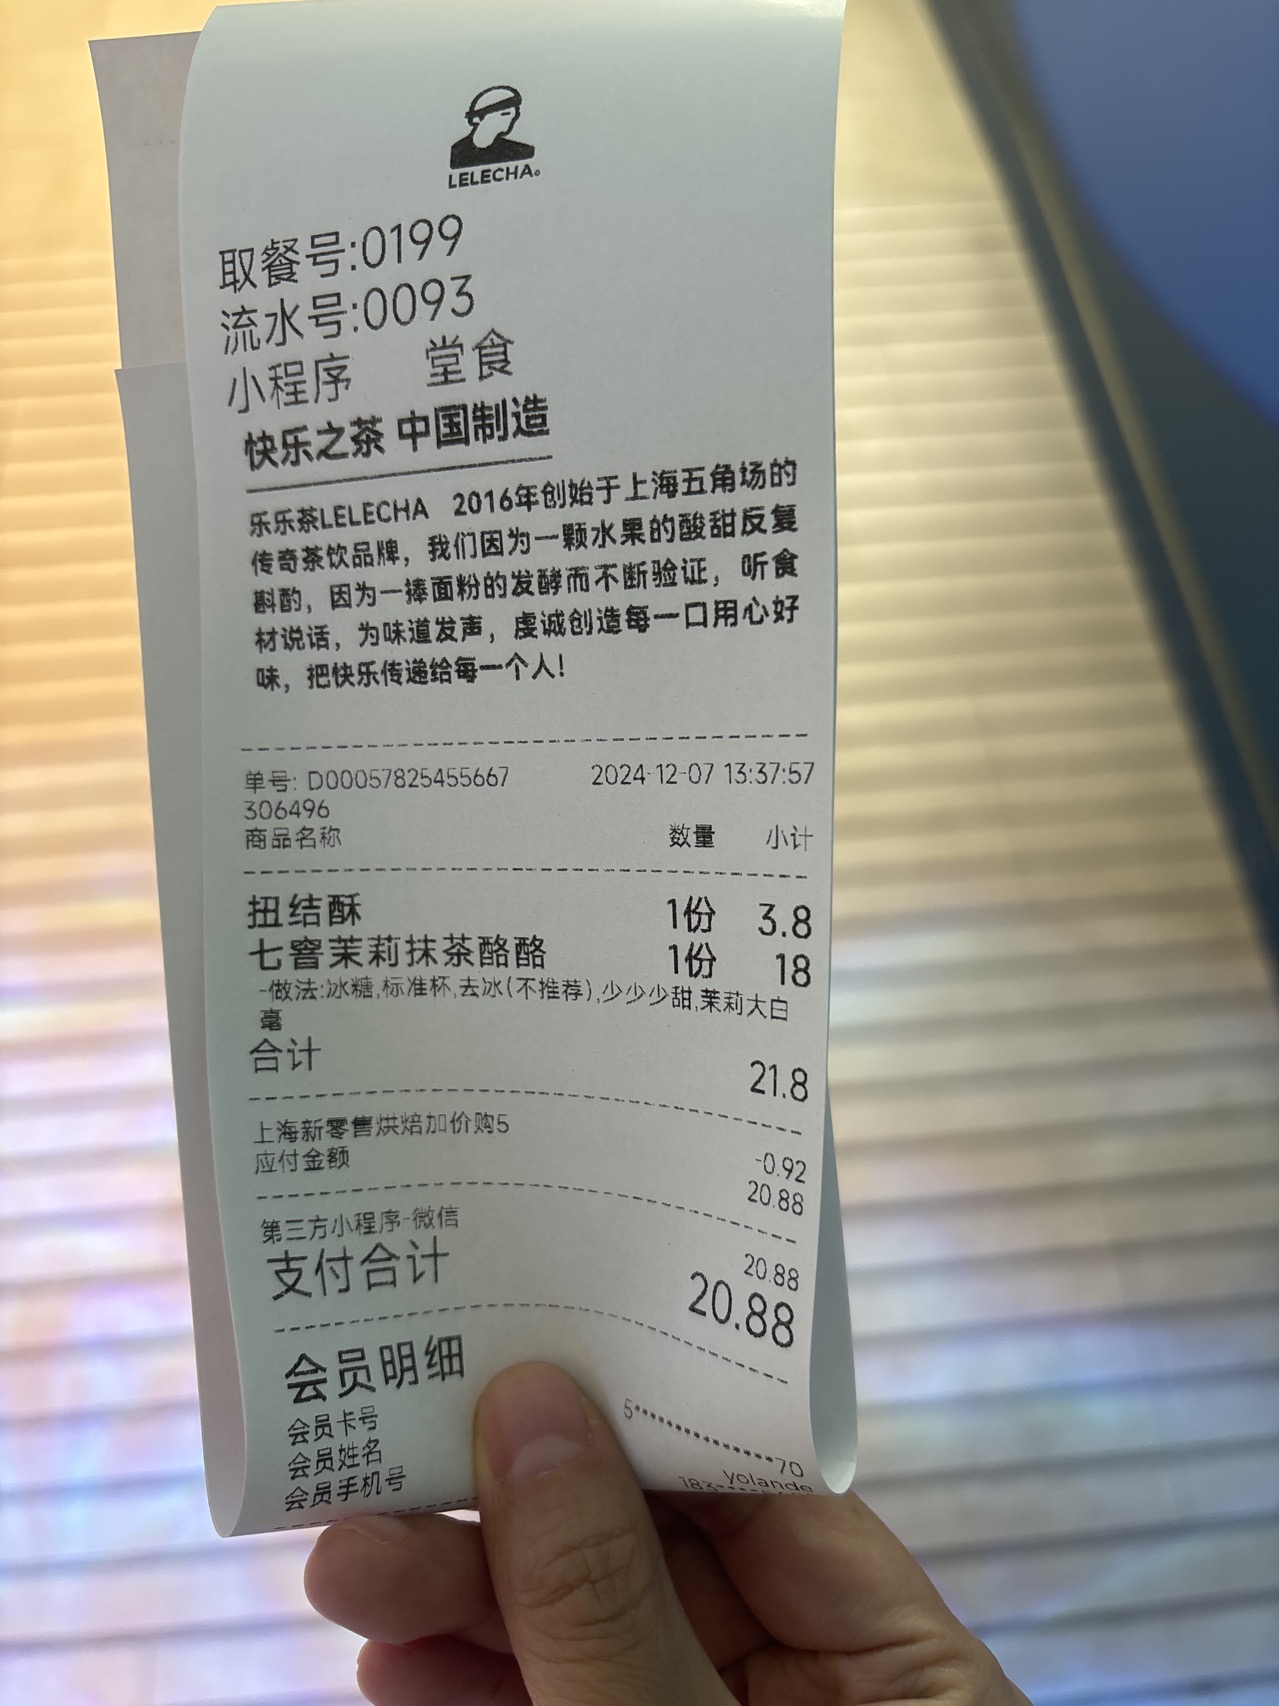 LELECHA。
取餐号:0199
流水号:0093
小程序 堂食
快乐之茶 中国制造
乐乐茶LELECHA 2016年创始于上海五角场的
传奇茶饮品牌，我们因为一颗水果的酸甜反复
斟酌，因为一捧面粉的发酵而不断验证，听食
材说话，为味道发声，虔诚创造每一口用心好
味，把快乐传递给每一个人！
单号: D00057825455667 2024-12-07 13:37:57
306496
商品名称 数量 小计
扭结酥 1份 3.8
七窨茉莉抹茶酪酪 1份 18
-做法:冰糖,标准杯,去冰(不推荐),少少少甜,茉莉大白
毫
合计 21.8
上海新零售烘焙加价购5 -0.92
应付金额 20.88
第三方小程序-微信 20.88
支付合计 20.88
会员明细
会员卡号 5**************70
会员姓名 yolande
会员手机号